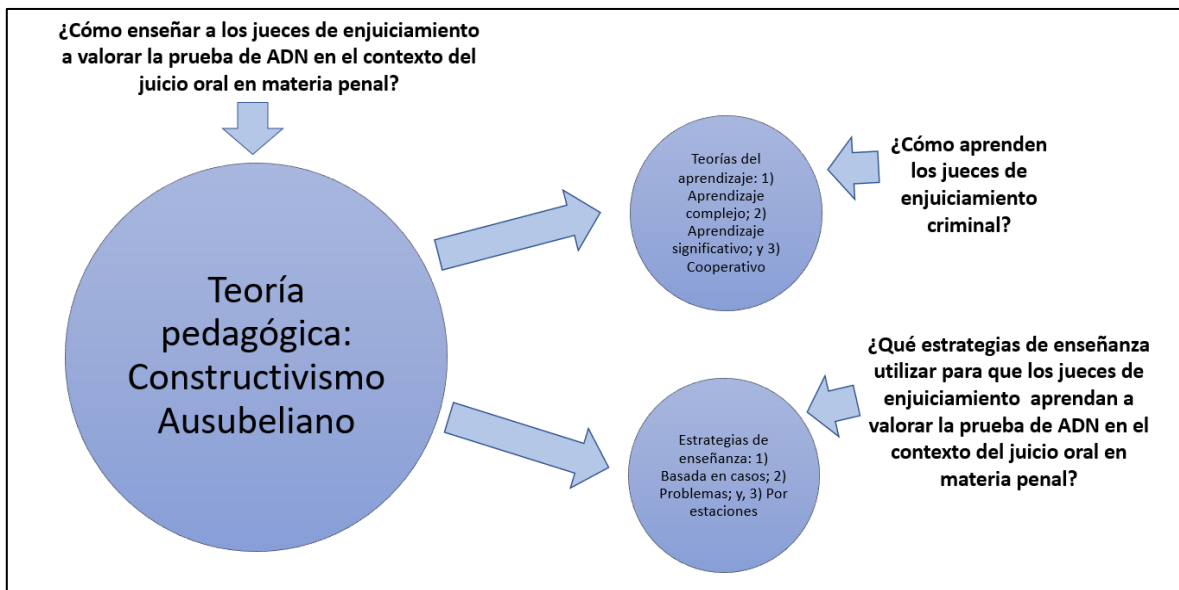 ¿Cómo enseñar a los jueces de enjuiciamiento
a valorar la prueba de ADN en el contexto del
juicio oral en materia penal?
Teoría
pedagógica:
Constructivismo
Ausubeliano
Teorías del
aprendizaje: 1)
Aprendizaje
complejo; 2)
Aprendizaje
significativo; y 3)
Cooperativo
¿Cómo aprenden
los jueces de
enjuiciamiento
criminal?
Estrategias de
enseñanza: 1)
Basada en casos; 2)
Problemas; y, 3) Por
estaciones
¿Qué estrategias de enseñanza
utilizar para que los jueces de
enjuiciamiento aprendan a
valorar la prueba de ADN en el
contexto del juicio oral en
materia penal?